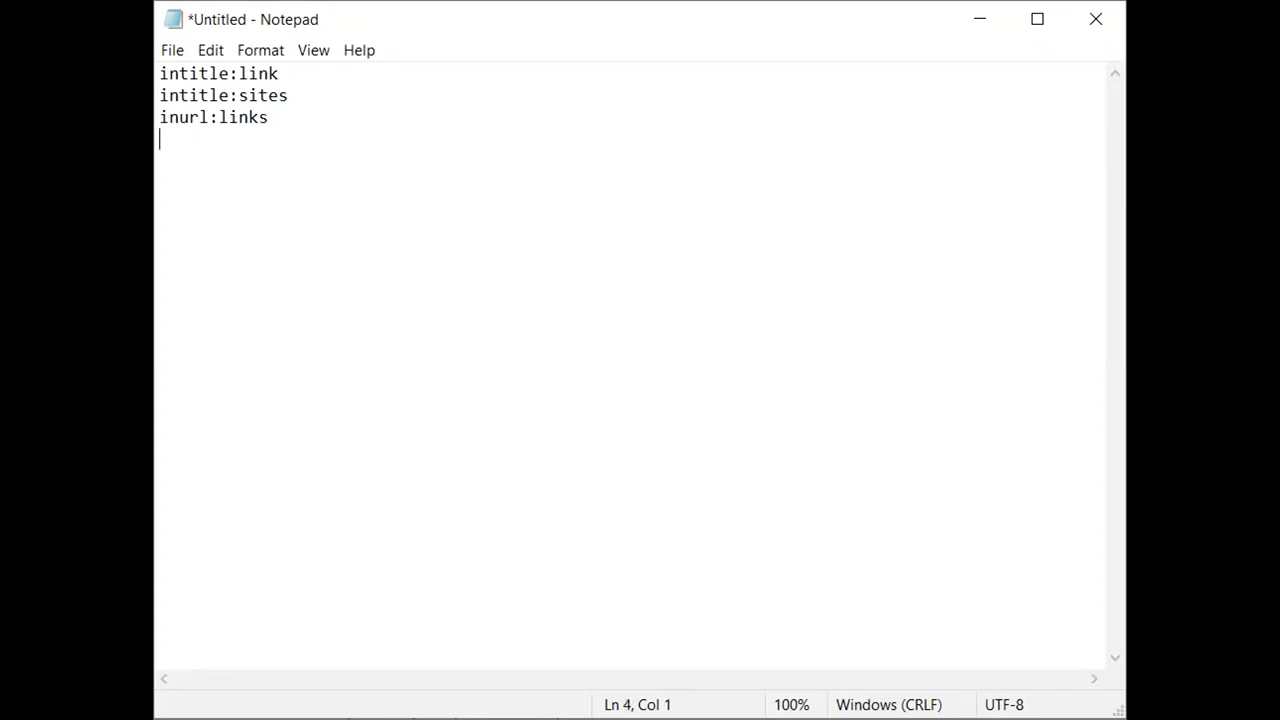 *Untitled - Notepad
File Edit Format View Help
intitle:link
intitle:sites
inurl:links
Ln 4, Col 1 100% Windows (CRLF) UTF-8